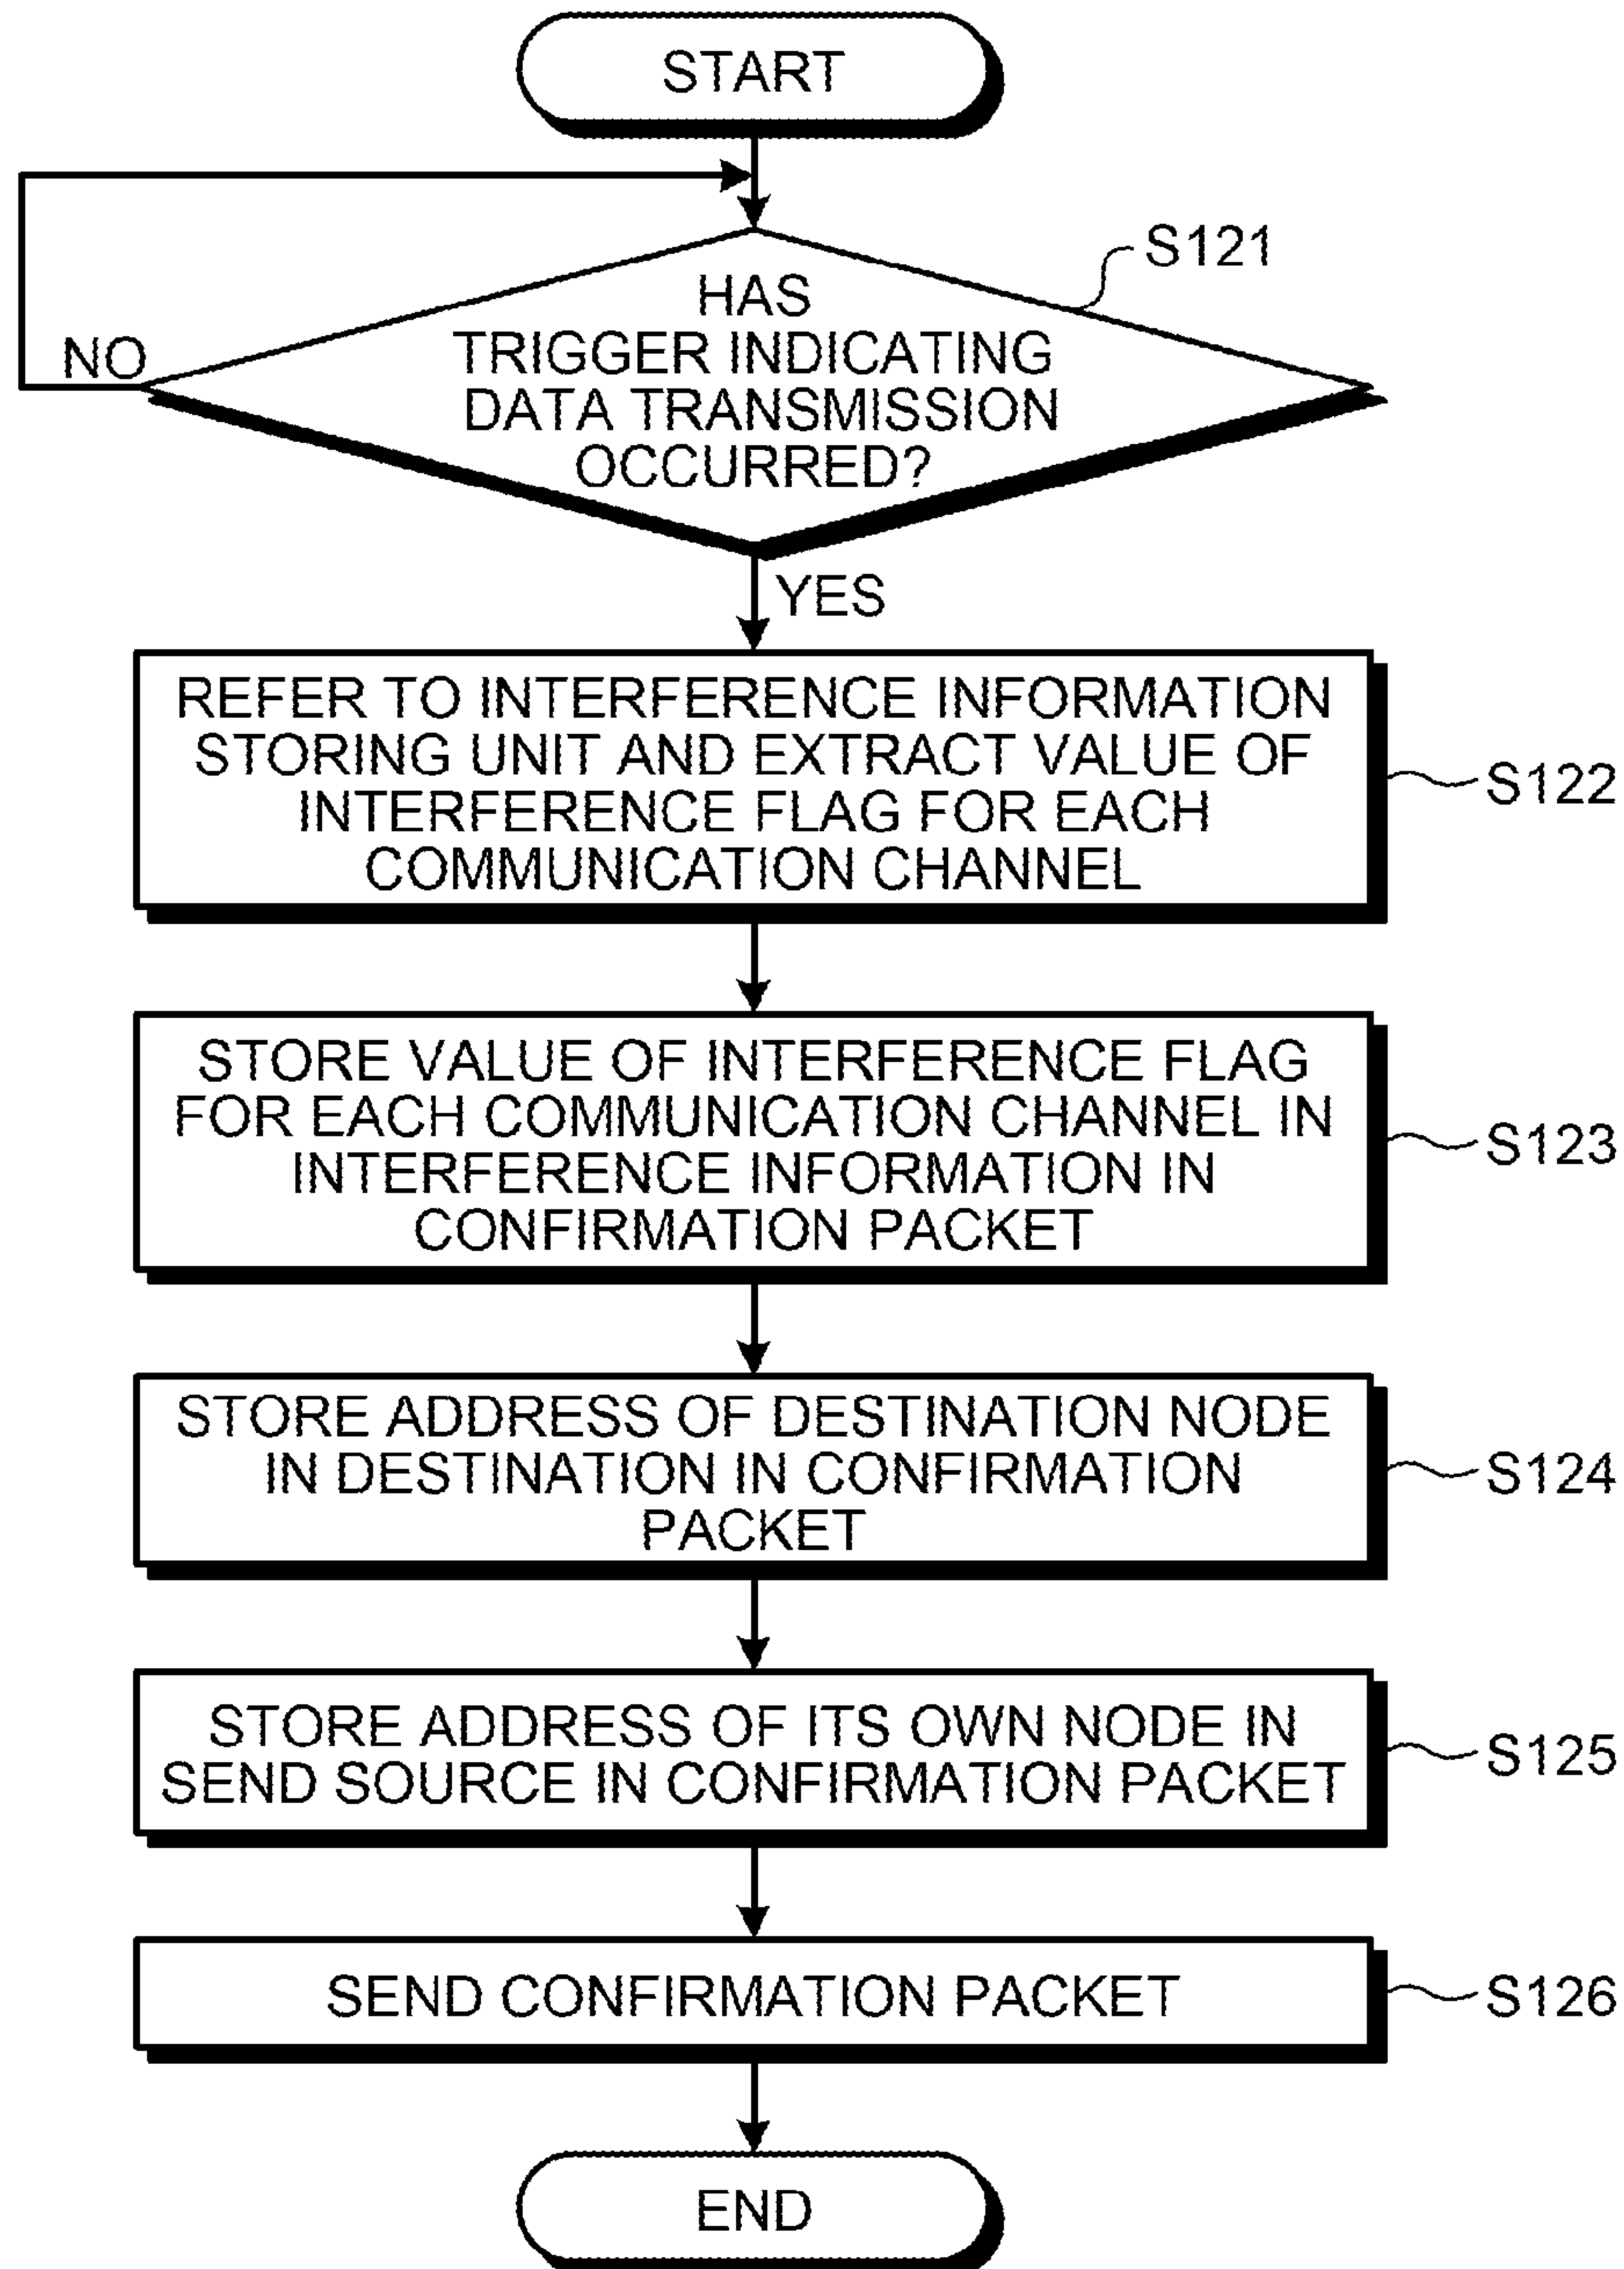 START
S121
HAS
TRIGGER INDICATING
DATA TRANSMISSION
OCCURRED?
NO
YES
REFER TO INTERFERENCE INFORMATION
STORING UNIT AND EXTRACT VALUE OF
INTERFERENCE FLAG FOR EACH
COMMUNICATION CHANNEL
S122
STORE VALUE OF INTERFERENCE FLAG
FOR EACH COMMUNICATION CHANNEL IN
INTERFERENCE INFORMATION IN
CONFIRMATION PACKET
S123
STORE ADDRESS OF DESTINATION NODE
IN DESTINATION IN CONFIRMATION
PACKET
S124
STORE ADDRESS OF ITS OWN NODE IN
SEND SOURCE IN CONFIRMATION PACKET
S125
SEND CONFIRMATION PACKET
S126
END